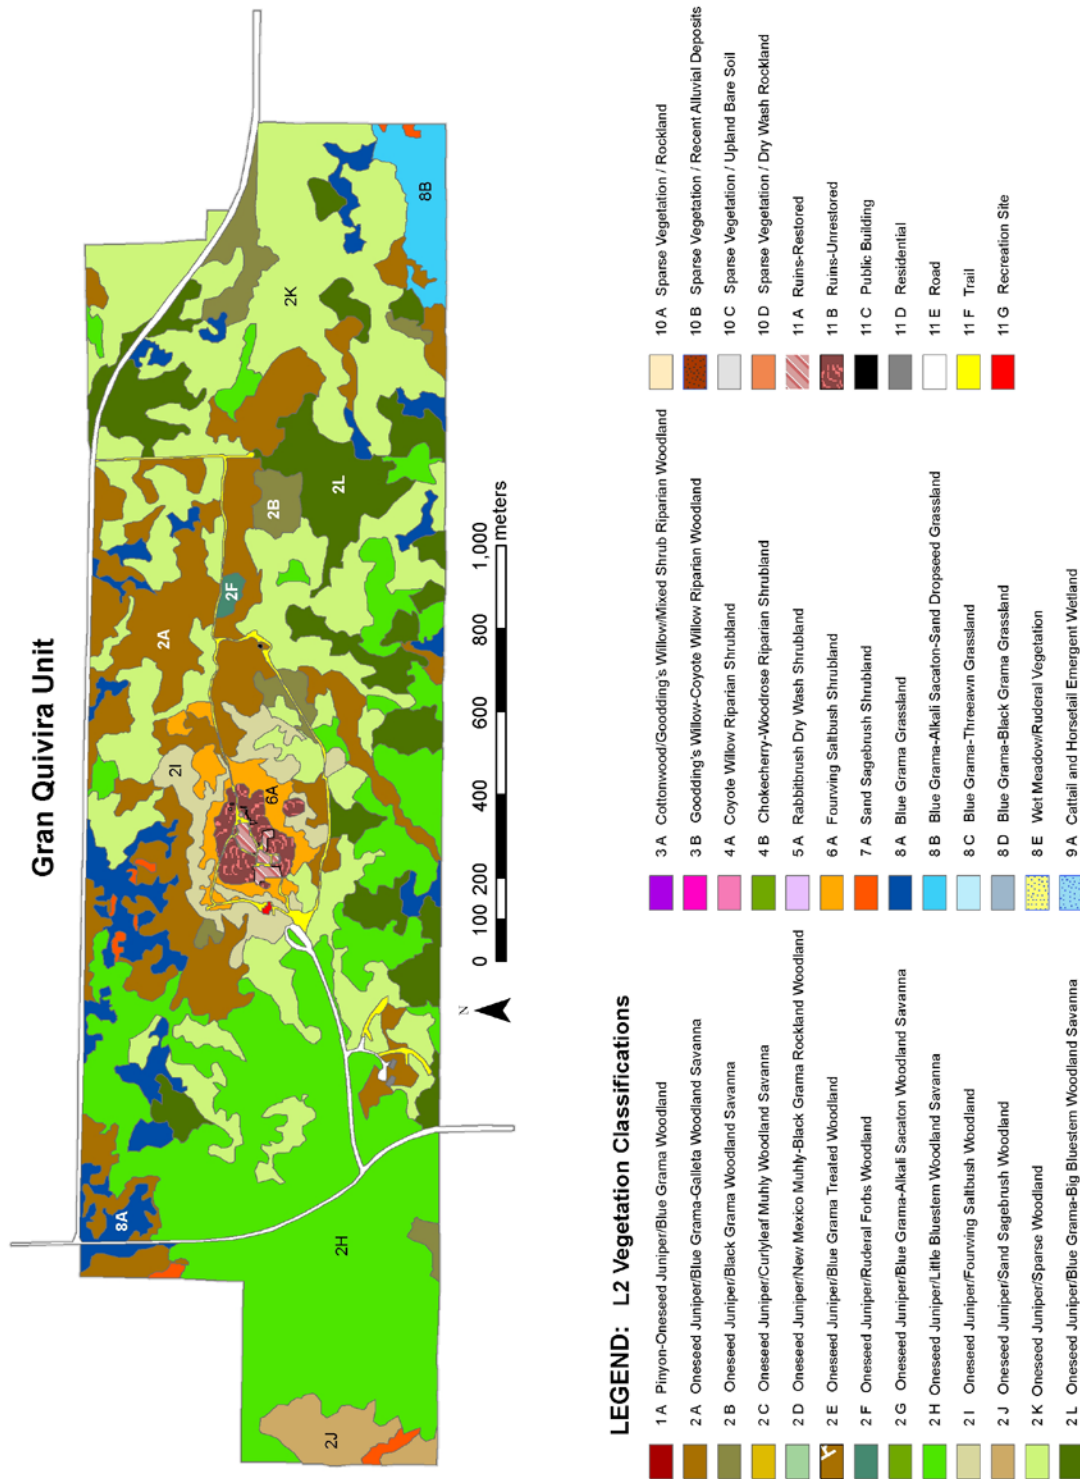 Gran Quivira Unit
8A
2H
2J
2I
2A
6A
2F
2B
2L
2K
8B
N
0 100 200 400 600 800 1,000
meters
LEGEND: L2 Vegetation Classifications
1 A Pinyon-Oneseed Juniper/Blue Grama Woodland
2 A Oneseed Juniper/Blue Grama-Galleta Woodland Savanna
2 B Oneseed Juniper/Black Grama Woodland Savanna
2 C Oneseed Juniper/Curlyleaf Muhly Woodland Savanna
2 D Oneseed Juniper/New Mexico Muhly-Black Grama Rockland Woodland
2 E Oneseed Juniper/Blue Grama Treated Woodland
2 F Oneseed Juniper/Ruderal Forbs Woodland
2 G Oneseed Juniper/Blue Grama-Alkali Sacaton Woodland Savanna
2 H Oneseed Juniper/Little Bluestem Woodland Savanna
2 I Oneseed Juniper/Fourwing Saltbush Woodland
2 J Oneseed Juniper/Sand Sagebrush Woodland
2 K Oneseed Juniper/Sparse Woodland
2 L Oneseed Juniper/Blue Grama-Big Bluestem Woodland Savanna
3 A Cottonwood/Goodding's Willow/Mixed Shrub Riparian Woodland
3 B Goodding's Willow-Coyote Willow Riparian Woodland
4 A Coyote Willow Riparian Shrubland
4 B Chokecherry-Woodrose Riparian Shrubland
5 A Rabbitbrush Dry Wash Shrubland
6 A Fourwing Saltbush Shrubland
7 A Sand Sagebrush Shrubland
8 A Blue Grama Grassland
8 B Blue Grama-Alkali Sacaton-Sand Dropseed Grassland
8 C Blue Grama-Threeawn Grassland
8 D Blue Grama-Black Grama Grassland
8 E Wet Meadow/Ruderal Vegetation
9 A Cattail and Horsetail Emergent Wetland
10 A Sparse Vegetation / Rockland
10 B Sparse Vegetation / Recent Alluvial Deposits
10 C Sparse Vegetation / Upland Bare Soil
10 D Sparse Vegetation / Dry Wash Rockland
11 A Ruins-Restored
11 B Ruins-Unrestored
11 C Public Building
11 D Residential
11 E Road
11 F Trail
11 G Recreation Site